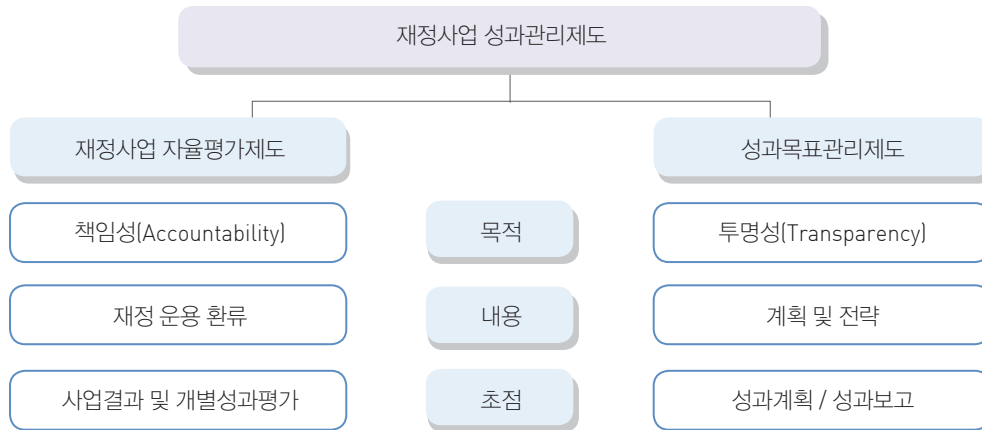 재정사업 성과관리제도
재정사업 자율평가제도
성과목표관리제도
책임성(Accountability)
목적
투명성(Transparency)
재정 운용 환류
내용
계획 및 전략
사업결과 및 개별성과평가
초점
성과계획 / 성과보고